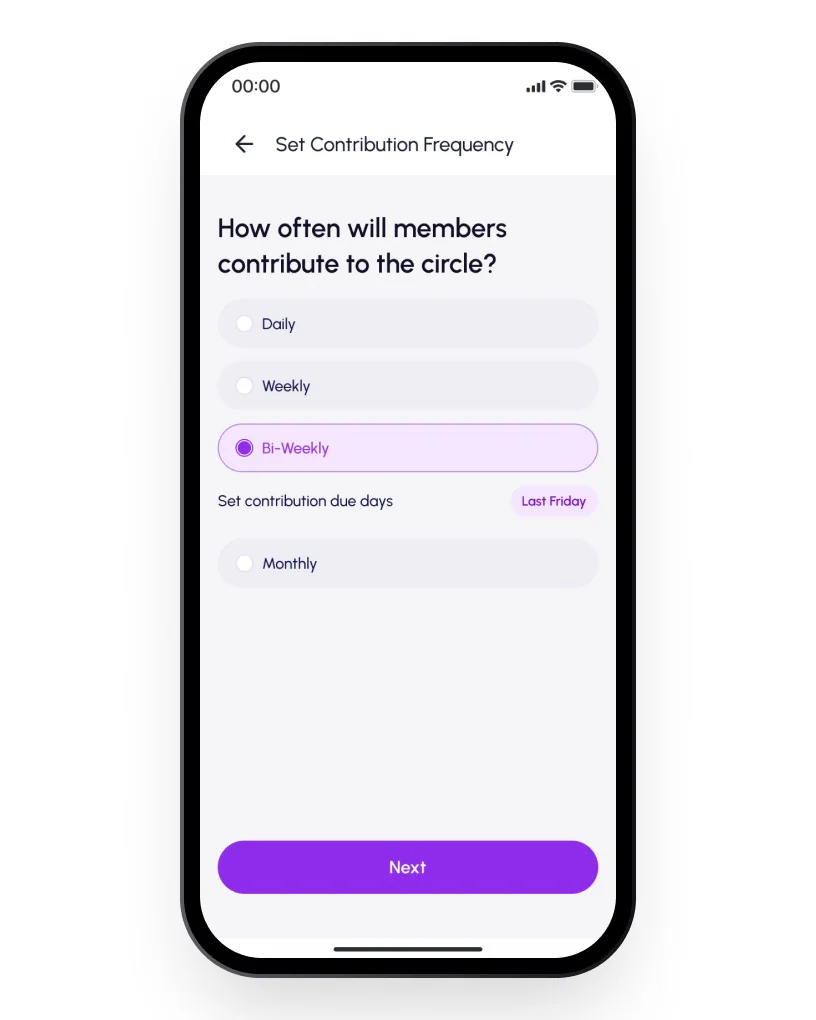 00:00
Set Contribution Frequency
How often will members
contribute to the circle?
Daily
Weekly
Bi-Weekly
Set contribution due days
Last Friday
Monthly
Next